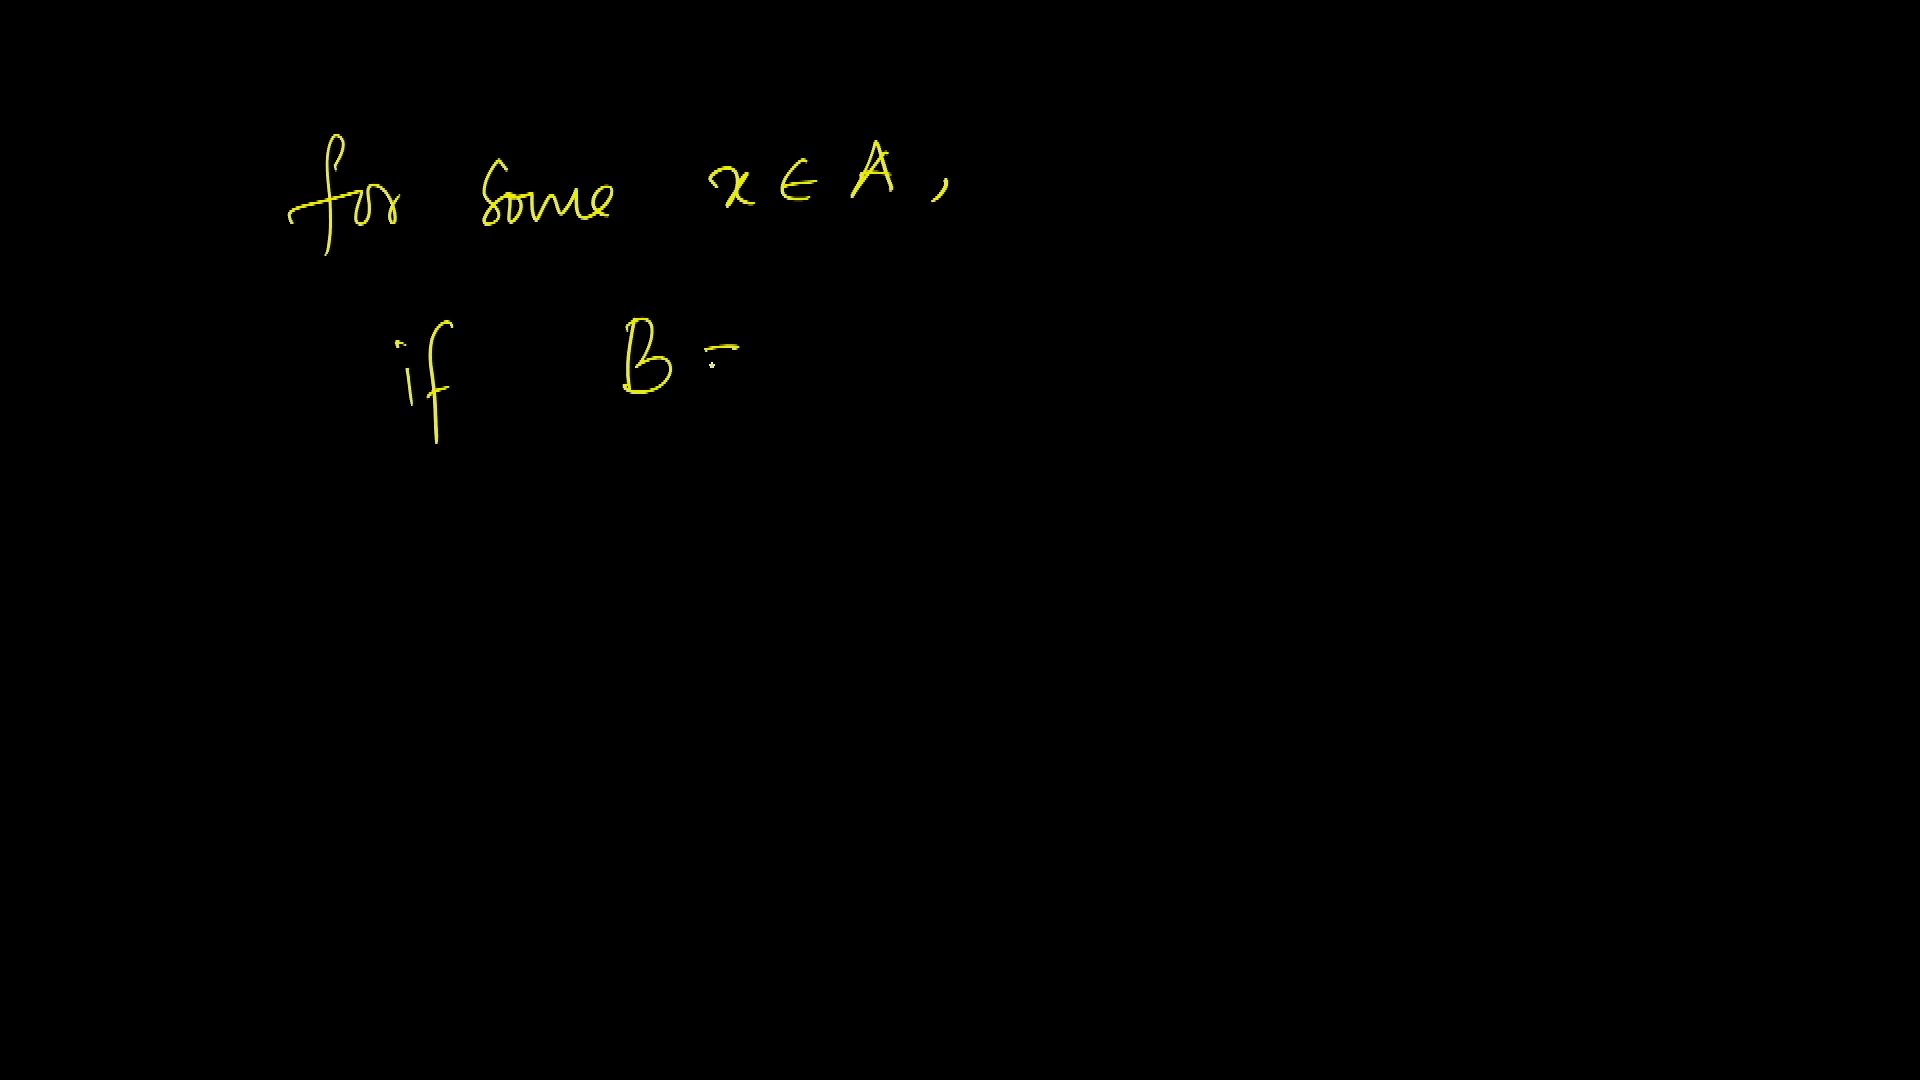 for some x ∈ A,
if B =